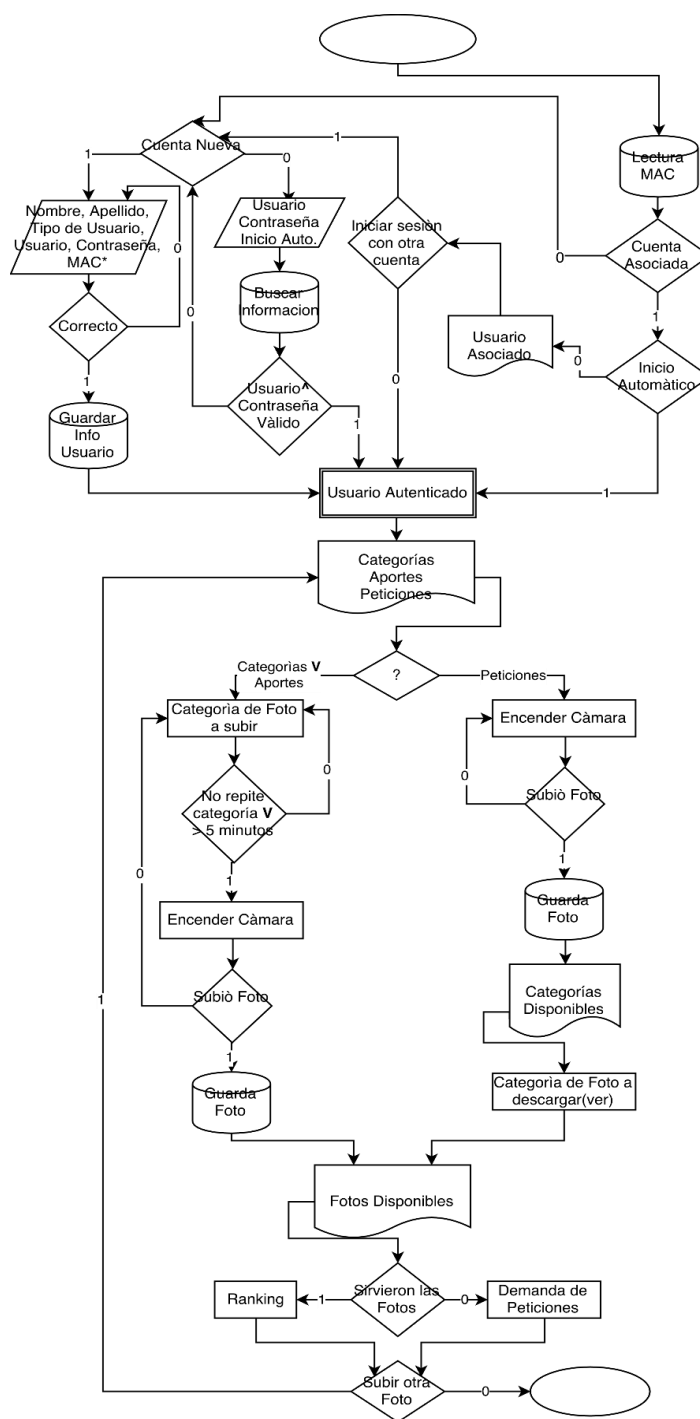 Cuenta Nueva
1
0
1
Lectura
MAC
Nombre, Apellido,
Tipo de Usuario,
Usuario, Contraseña,
MAC*
0
Usuario
Contraseña
Inicio Auto.
Iniciar sesiòn
con otra
cuenta
0
Cuenta
Asociada
1
Correcto
1
Buscar
Informacion
0
Usuario
Asociado
0
Inicio
Automàtico
Guardar
Info
Usuario
Usuario^
Contraseña
Vàlido
1
0
1
Usuario Autenticado
Categorías
Aportes
Peticiones
?
Categorìas V
Aportes
Peticiones
Categorìa de Foto
a subir
0
No repite
categoría V
> 5 minutos
1
0
Encender Càmara
Subiò Foto
1
Guarda
Foto
Encender Càmara
0
Subiò Foto
1
Guarda
Foto
Categorías
Disponibles
Categorìa de Foto a
descargar(ver)
1
Fotos Disponibles
Ranking
1
Sirvieron las
Fotos
0
Demanda de
Peticiones
Subir otra
Foto
0